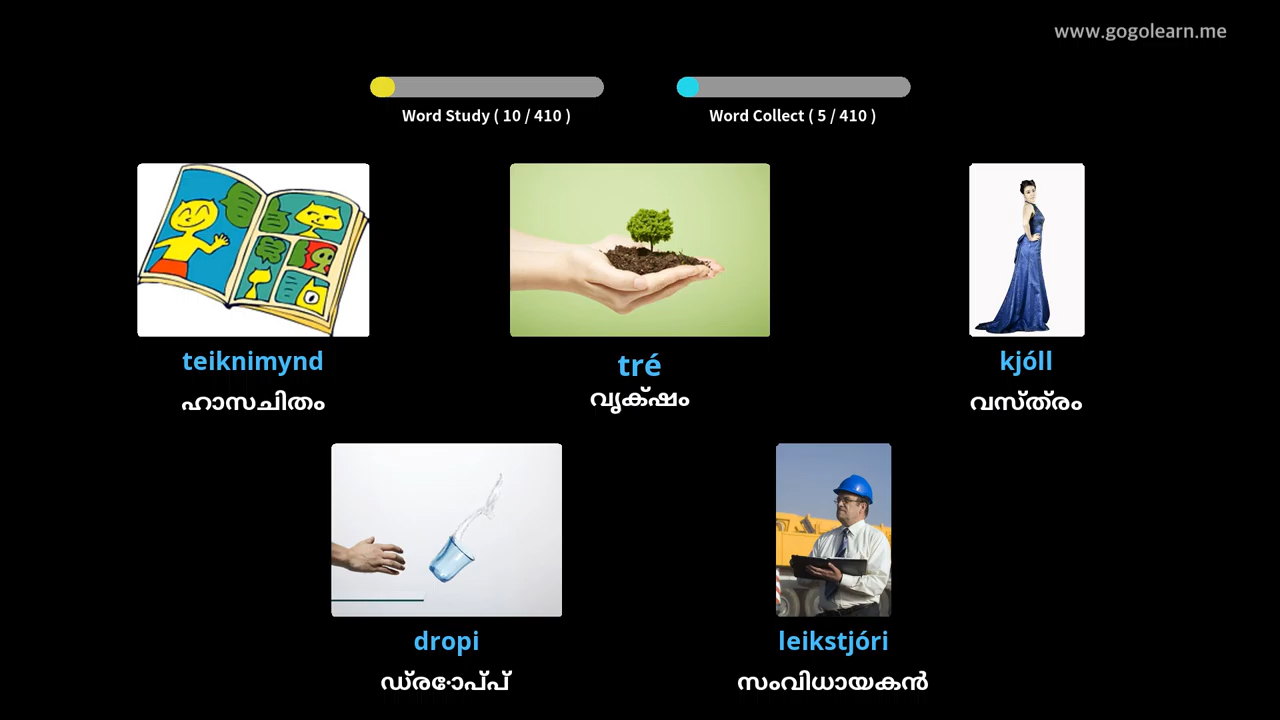 www.gogolearn.me
Word Study ( 10 / 410 )
Word Collect ( 5 / 410 )
teiknimynd
ഹാസചിതം
tré
വൃക്ഷം
kjóll
വസ്ത്രം
dropi
ഡ്രോപ്പ്
leikstjóri
സംവിധായകൻ